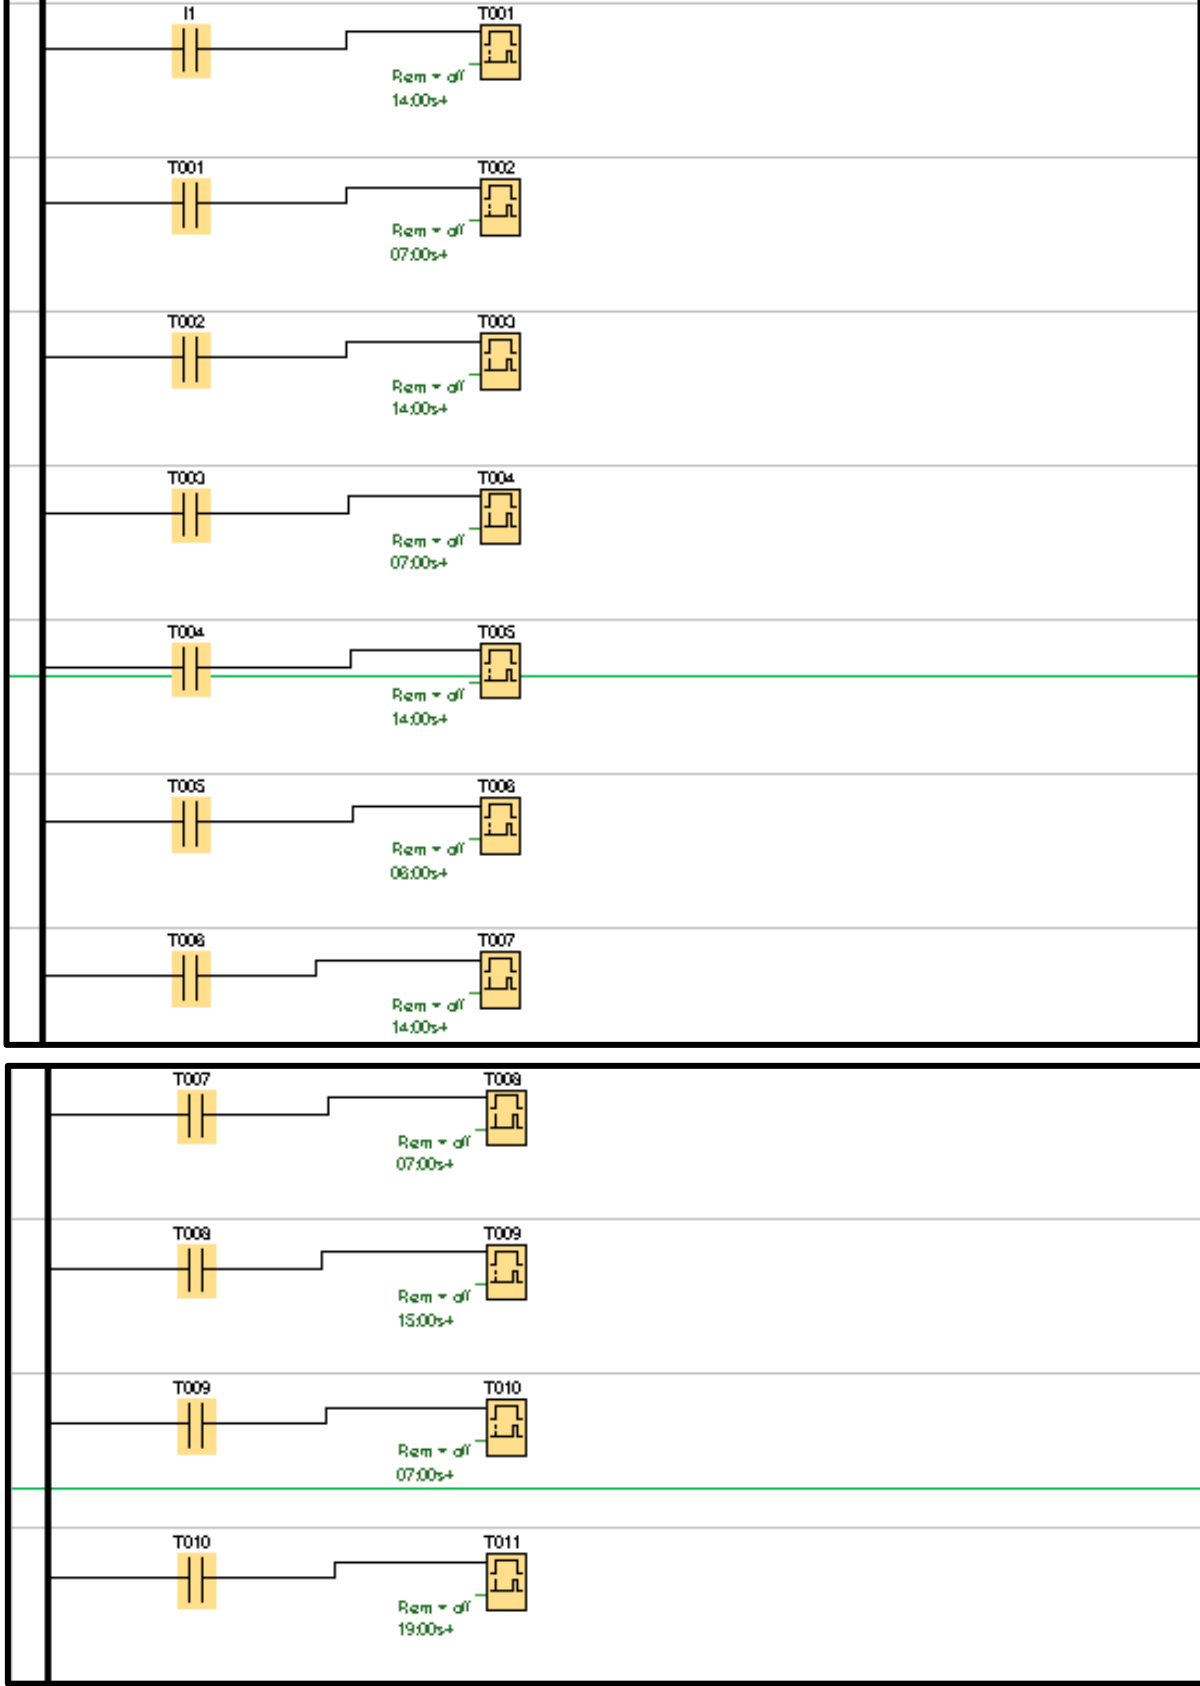 I1 T001
Rem = off
14:00s+
T001 T002
Rem = off
07:00s+
T002 T003
Rem = off
14:00s+
T003 T004
Rem = off
07:00s+
T004 T005
Rem = off
14:00s+
T005 T006
Rem = off
06:00s+
T006 T007
Rem = off
14:00s+
T007 T008
Rem = off
07:00s+
T008 T009
Rem = off
15:00s+
T009 T010
Rem = off
07:00s+
T010 T011
Rem = off
19:00s+